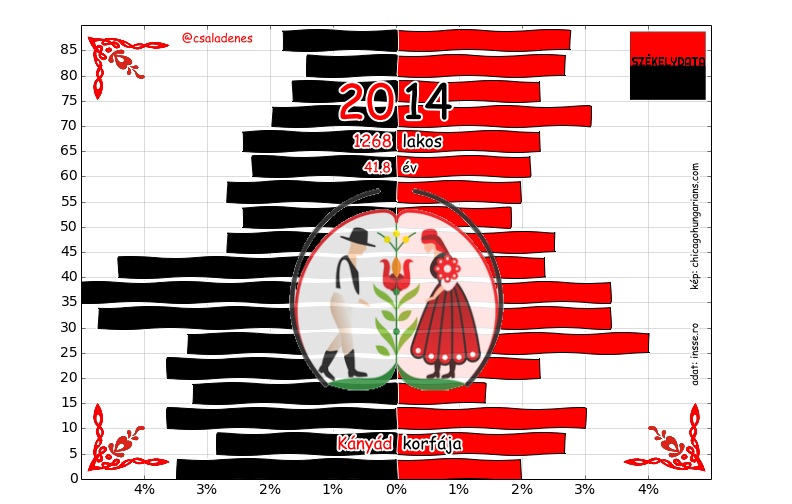 @csaladenes
SZÉKELYDATA
2014
1268 lakos
41.8 év
kép: chicagohungarians.com
adat: insse.ro
Kányád korfája
85
80
75
70
65
60
55
50
45
40
35
30
25
20
15
10
5
0
4% 3% 2% 1% 0% 1% 2% 3% 4%